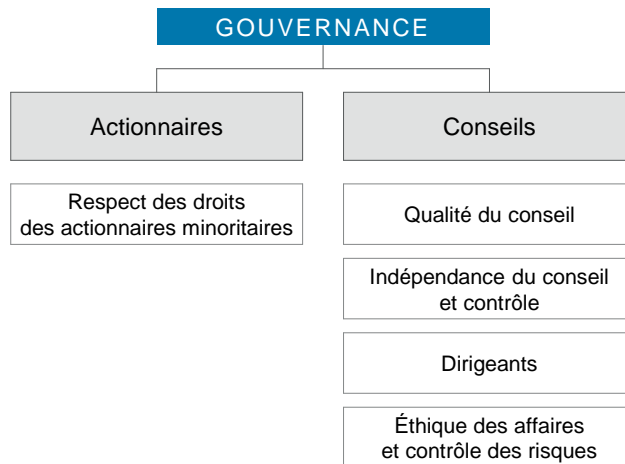 GOUVERNANCE
Actionnaires
Respect des droits
des actionnaires minoritaires
Conseils
Qualité du conseil
Indépendance du conseil
et contrôle
Dirigeants
Éthique des affaires
et contrôle des risques